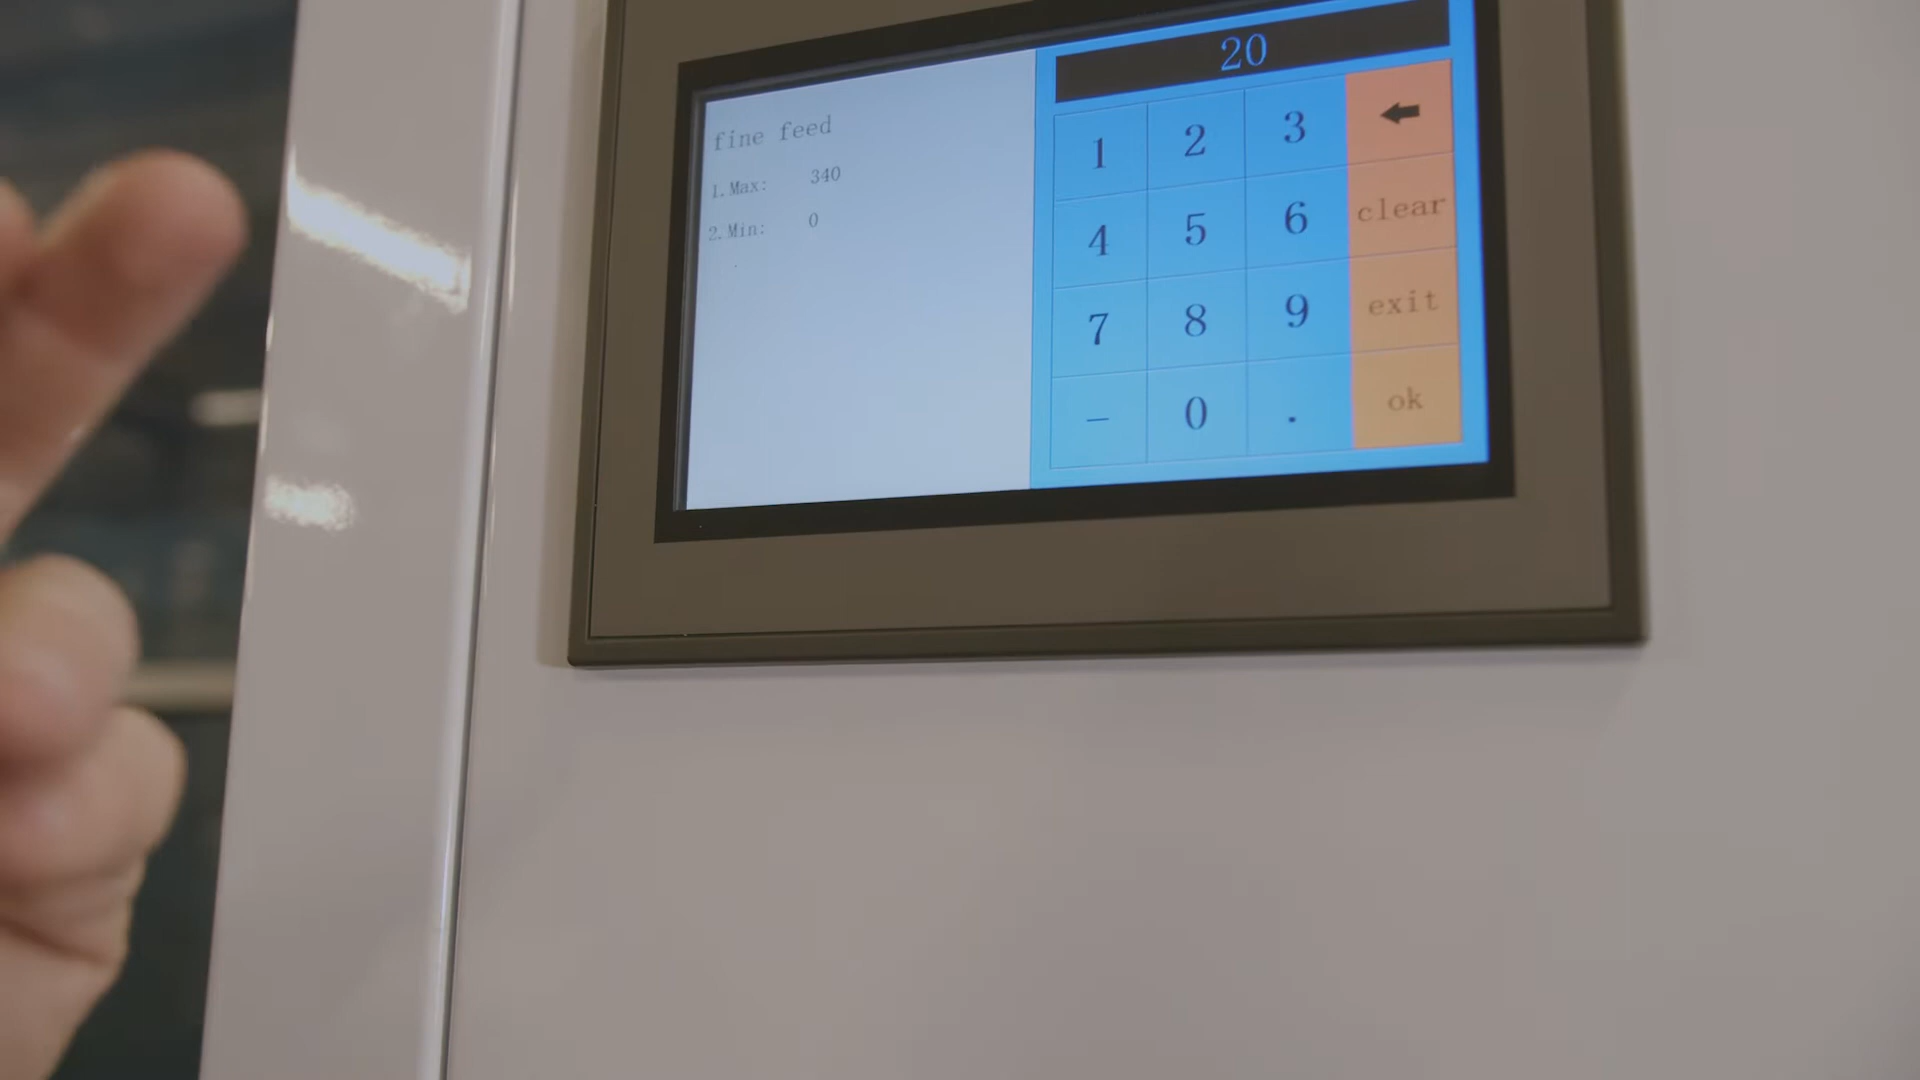 fine feed
1.Max: 340
2.Min: 0
20
1 2 3
4 5 6 clear
7 8 9 exit
- 0 . ok